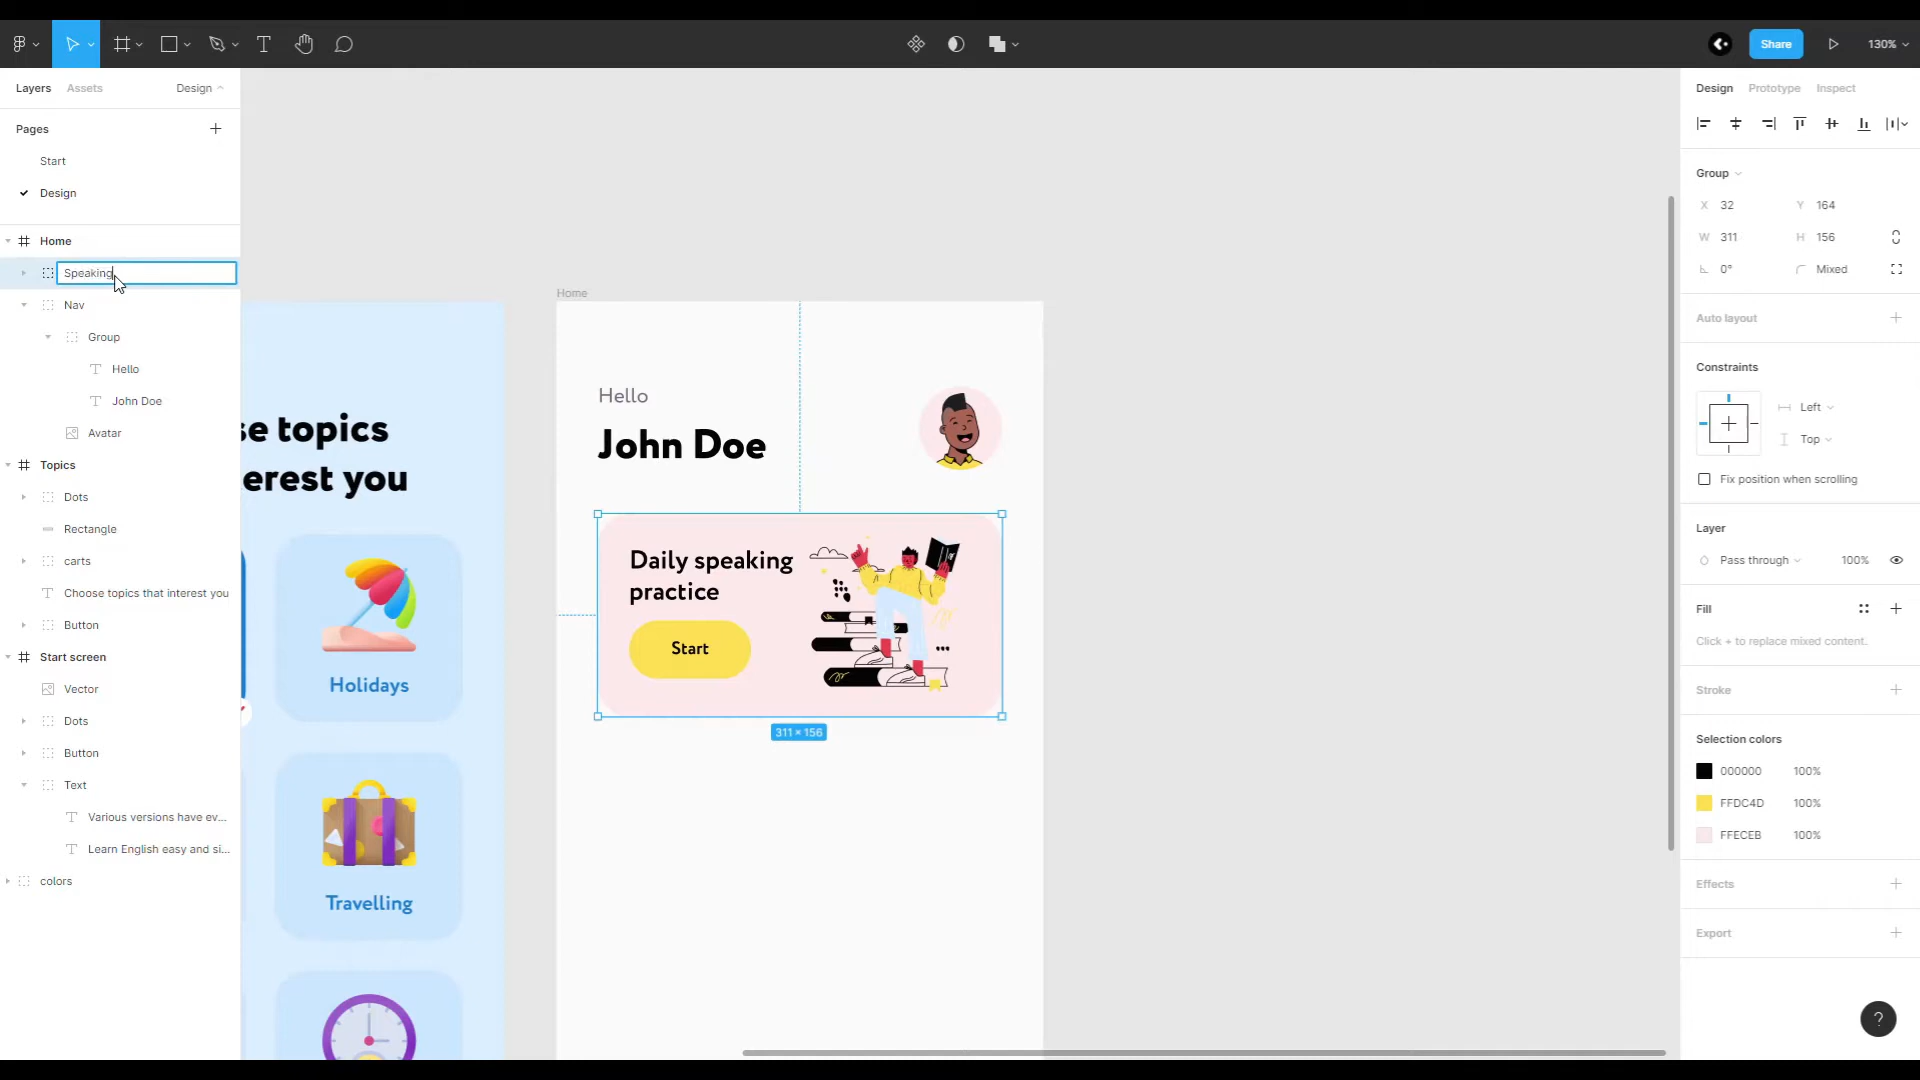 Share
130%
Layers
Assets
Design
Pages
Start
Design
Home
Speaking
Nav
Group
Hello
John Doe
Avatar
Topics
Dots
Rectangle
carts
Choose topics that interest you
Button
Start screen
Vector
Dots
Button
Text
Various versions have ev...
Learn English easy and si...
colors
se topics
erest you
Holidays
Travelling
Home
Hello
John Doe
Daily speaking
practice
Start
311 × 156
Design
Prototype
Inspect
Group
X 32
Y 164
W 311
H 156
0°
Mixed
Auto layout
Constraints
Left
Top
Fix position when scrolling
Layer
Pass through
100%
Fill
Click + to replace mixed content.
Stroke
Selection colors
000000 100%
FFDC4D 100%
FFECEB 100%
Effects
Export
?